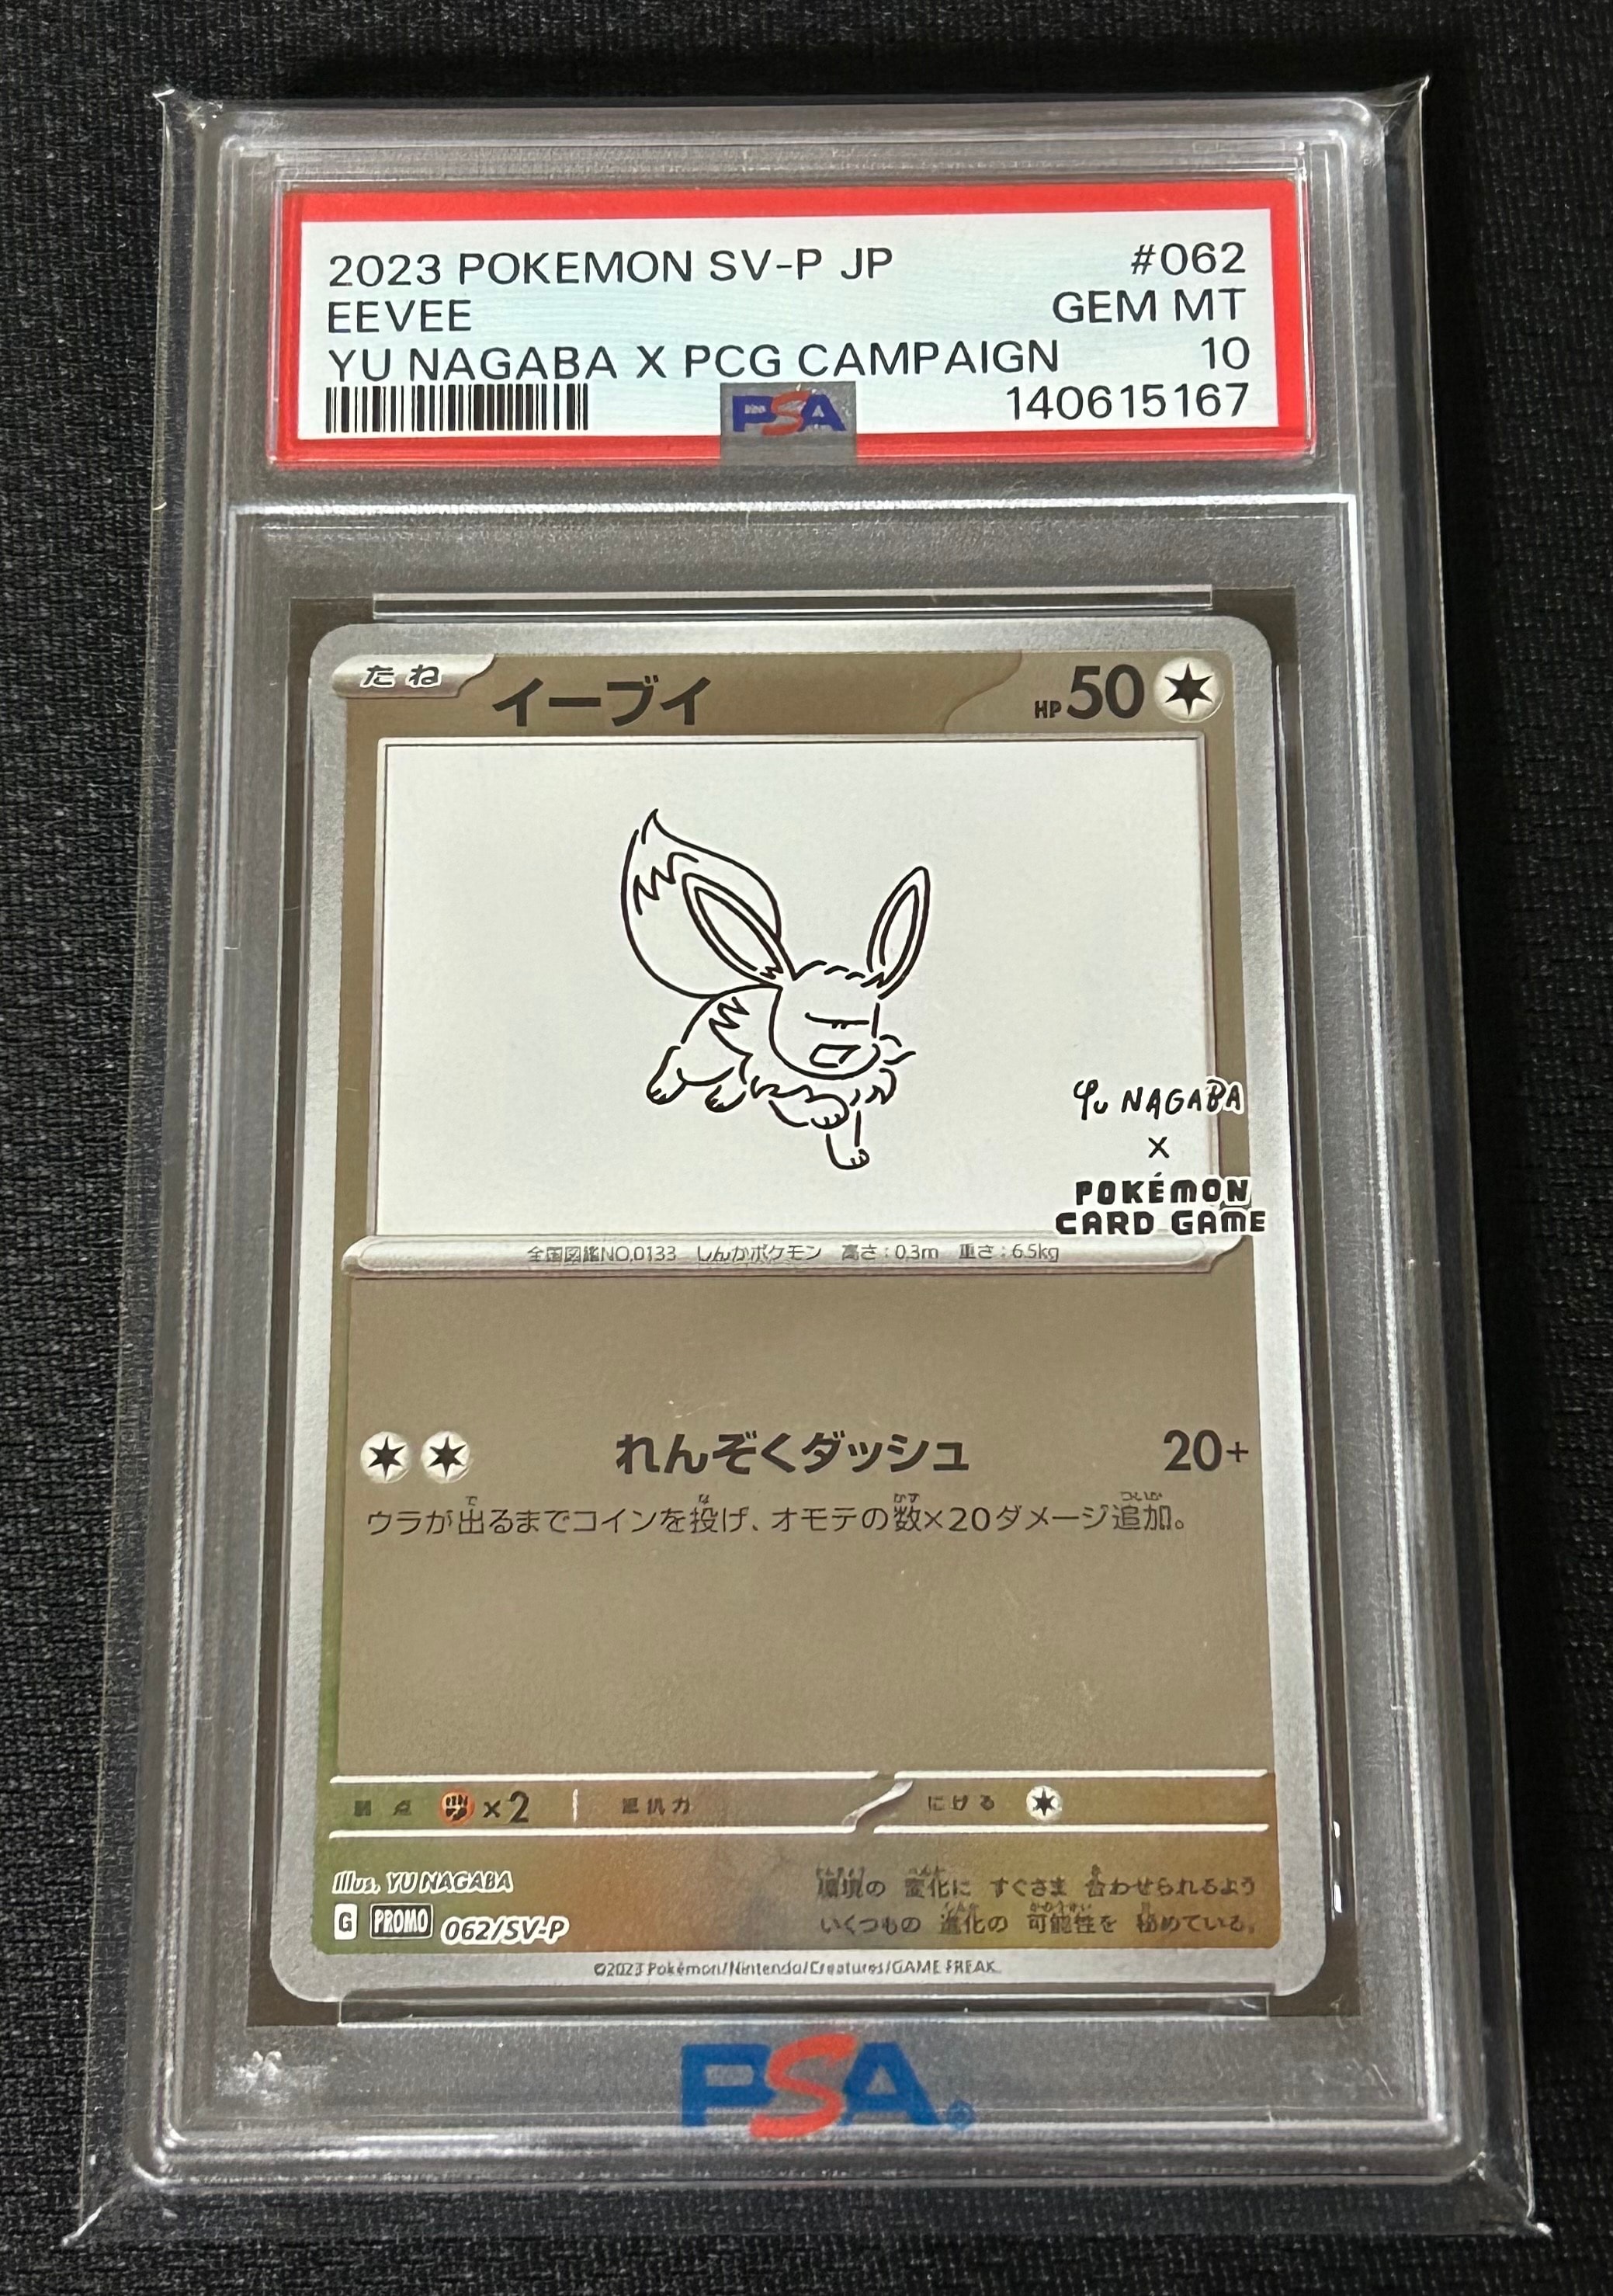 2023 POKEMON SV-P JP #062
EEVEE GEM MT
YU NAGABA X PCG CAMPAIGN 10
PSA 140615167
たね イーブイ HP 50
Yu NAGABA
X
POKÉMON
CARD GAME
全国図鑑NO.0133 しんかポケモン 高さ:0.3m 重さ:6.5kg
れんぞくダッシュ 20+
ウラが出るまでコインを投げ、オモテの数×20ダメージ追加。
弱点 ×2 抵抗力 にげる
Illus. YU NAGABA
環境の 変化に すぐさま 合わせられるよう
G PROMO 062/SV-P
いくつもの 進化の 可能性を 秘めている。
©2023 Pokémon/Nintendo/Creatures/GAME FREAK
PSA